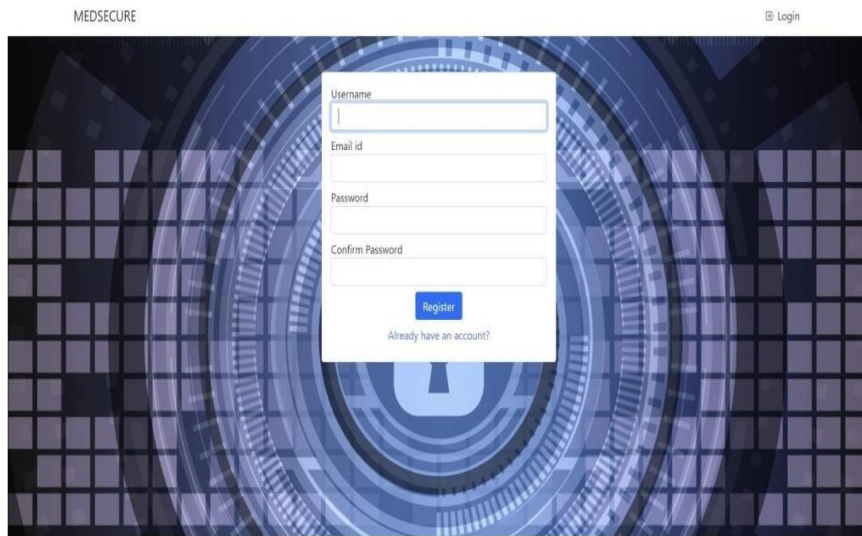 MEDSECURE
Login
Username
Email id
Password
Confirm Password
Register
Already have an account?